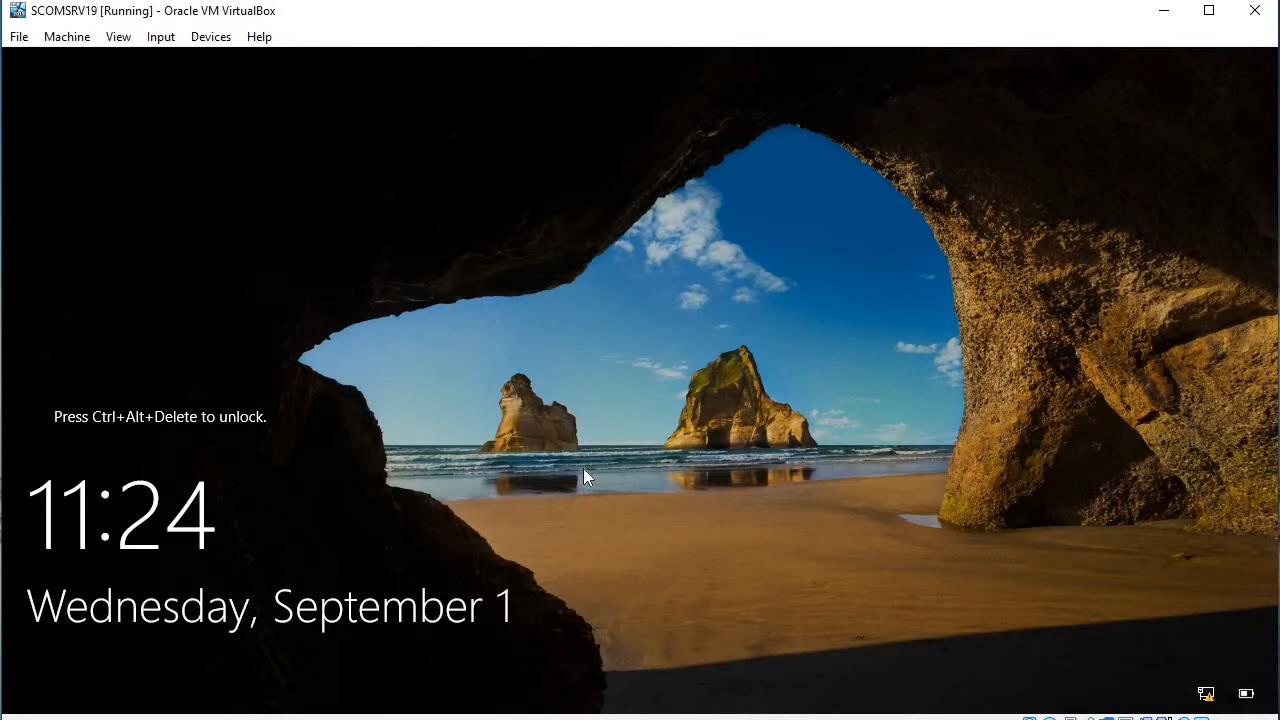 SCOMSRV19 [Running] - Oracle VM VirtualBox
File Machine View Input Devices Help
Press Ctrl+Alt+Delete to unlock.
11:24
Wednesday, September 1